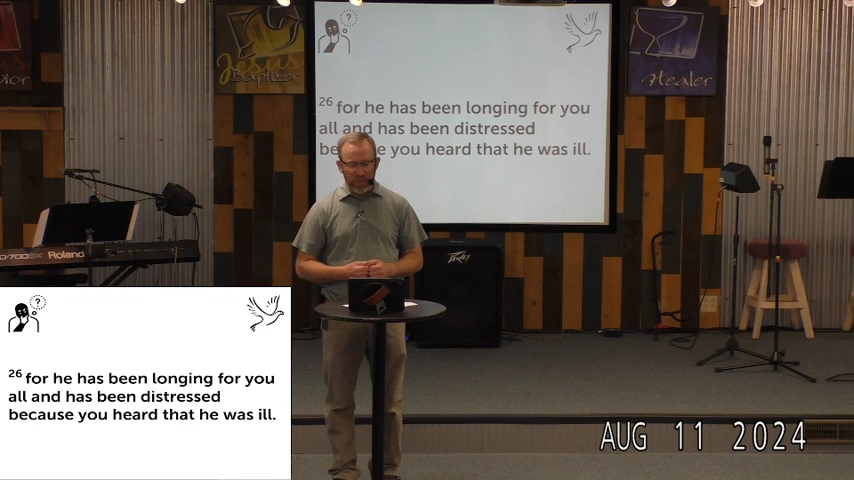 ?
Jesus
Baptizer
Healer
26 for he has been longing for you
all and has been distressed
because you heard that he was ill.
Peavey
Roland
?
26 for he has been longing for you
all and has been distressed
because you heard that he was ill.
AUG 11 2024